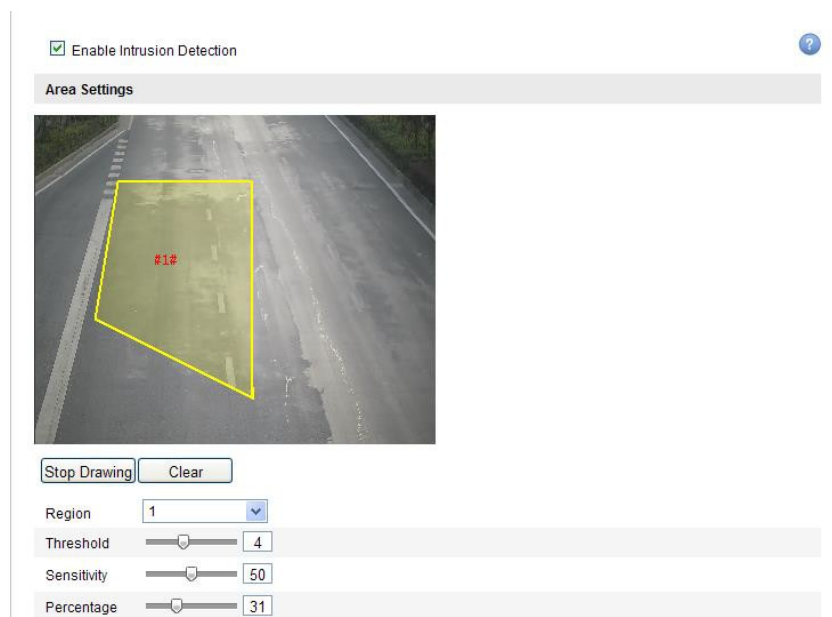 Enable Intrusion Detection
?
Area Settings
#1#
Stop Drawing Clear
Region 1
Threshold 4
Sensitivity 50
Percentage 31